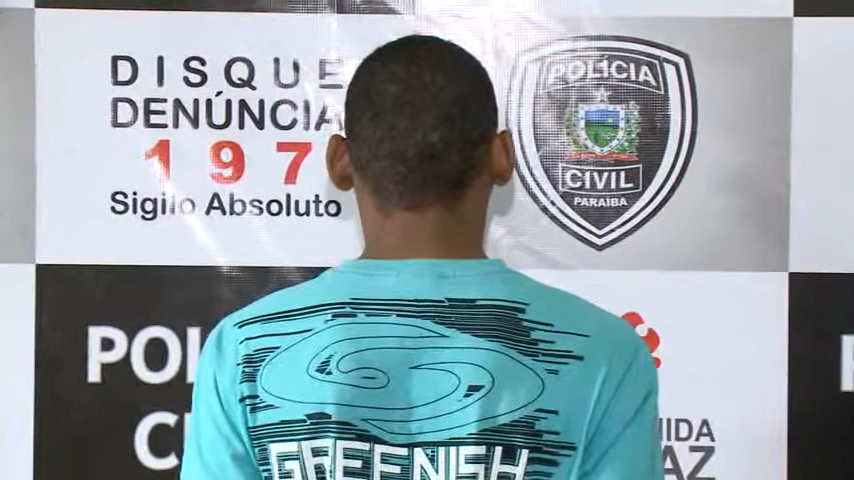 DISQUE
DENÚNCIA
197
Sigilo Absoluto
POLÍCIA
CIVIL
PARAÍBA
GREENISH